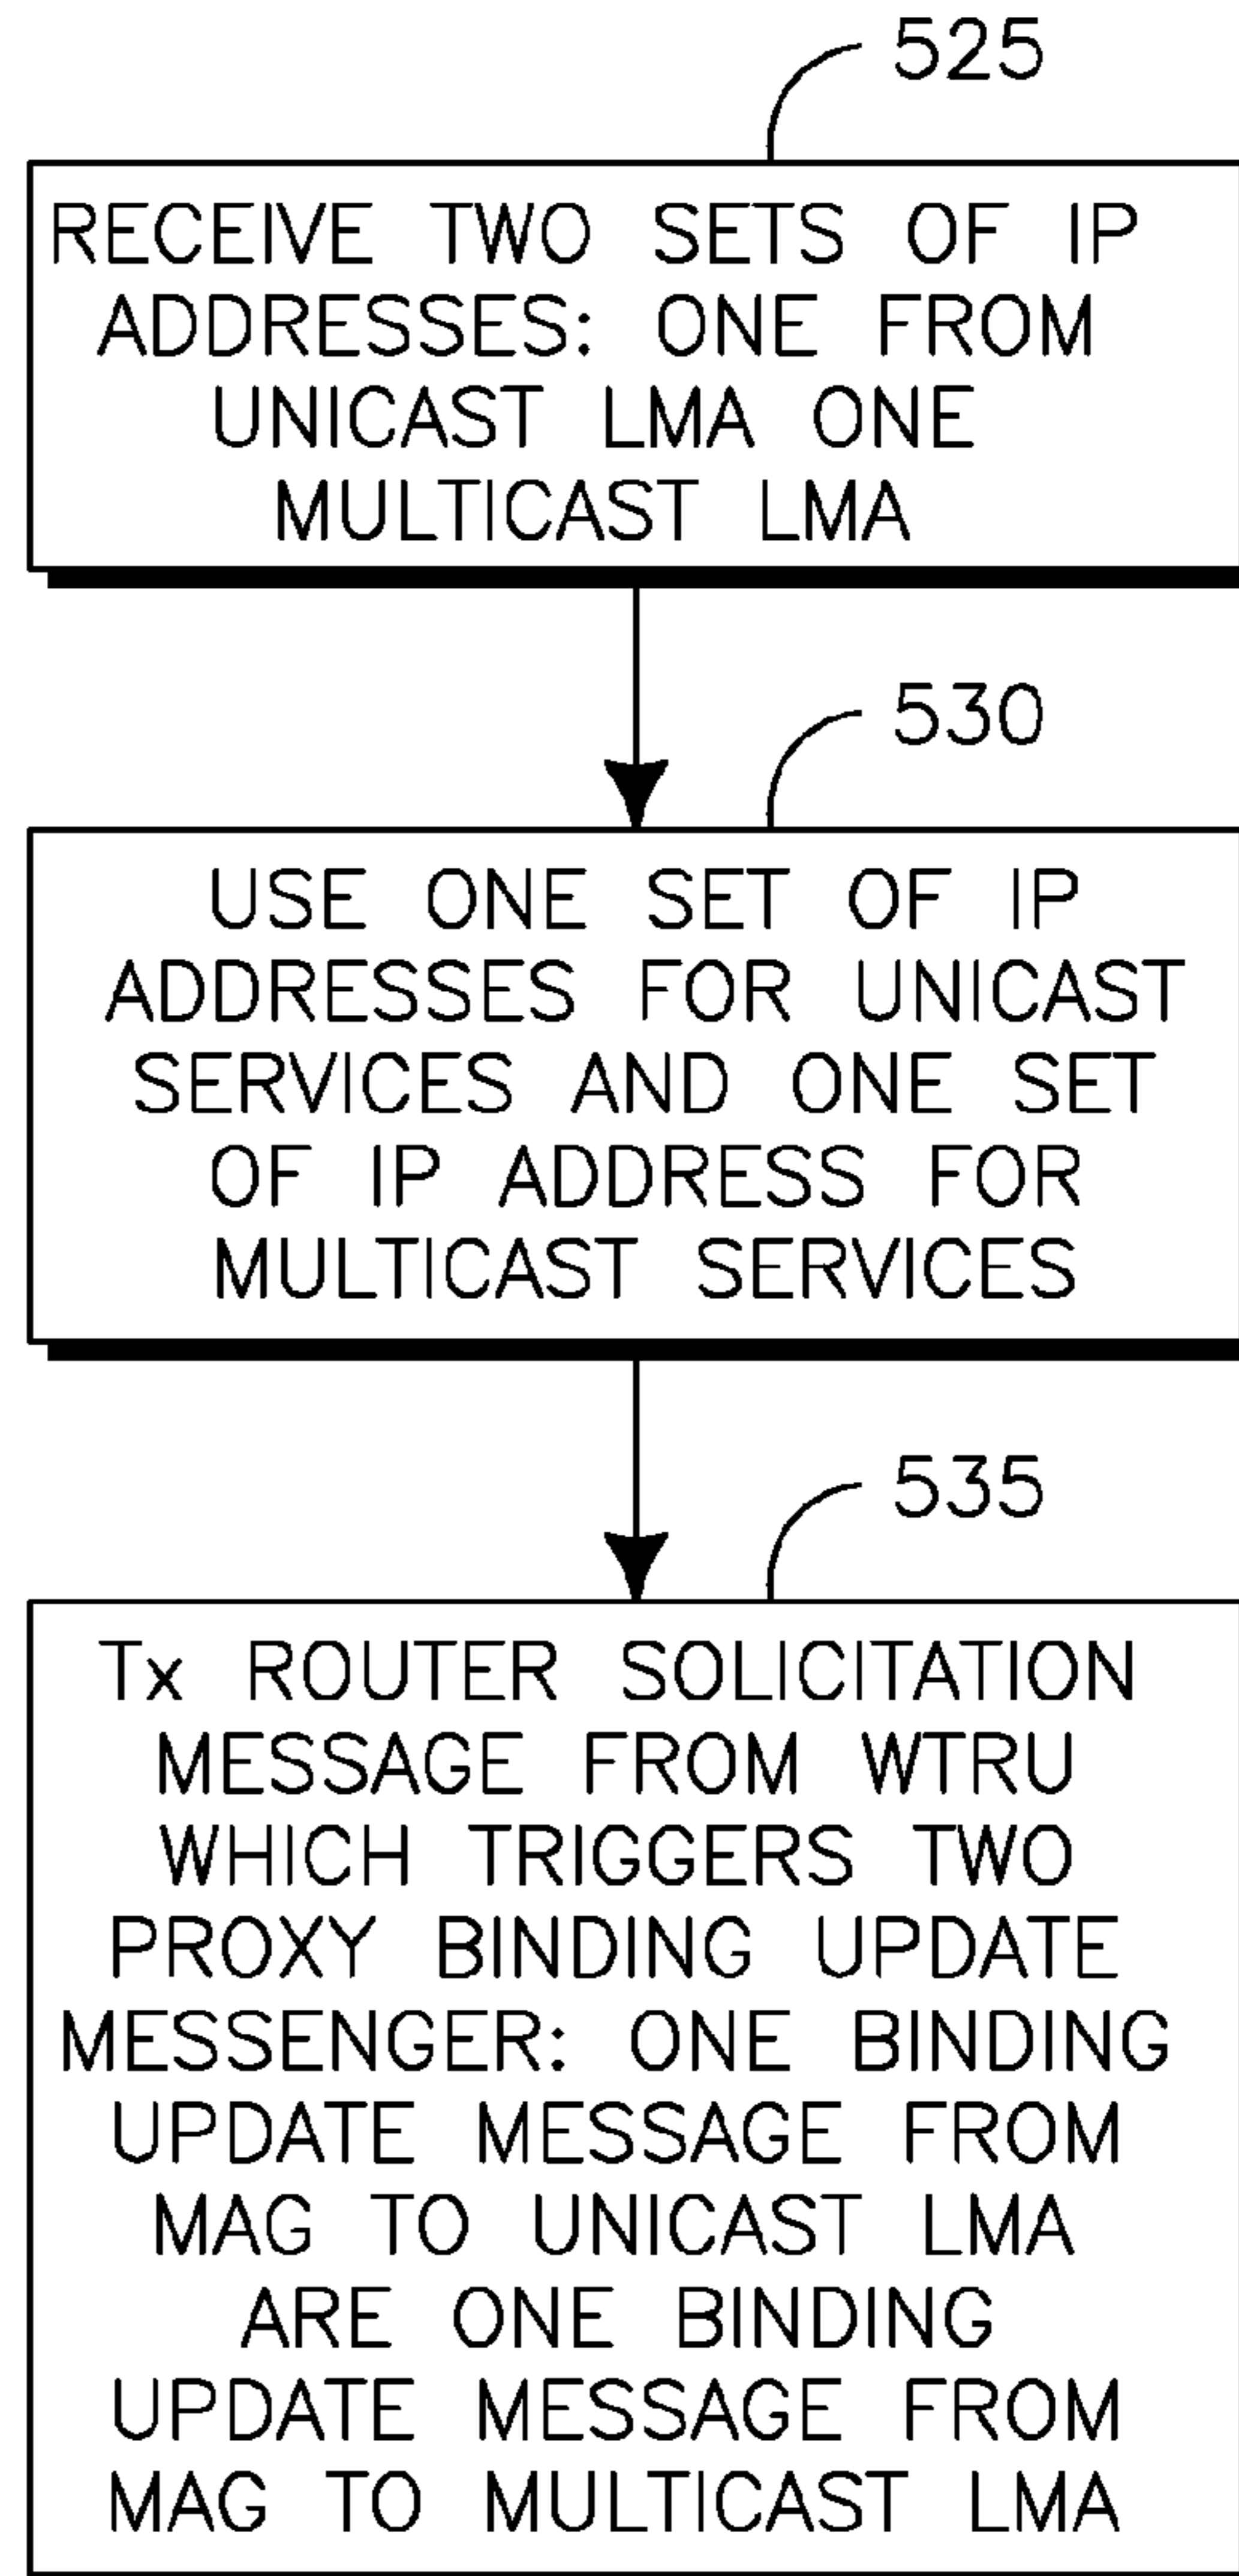 525
RECEIVE TWO SETS OF IP
ADDRESSES: ONE FROM
UNICAST LMA ONE
MULTICAST LMA
530
USE ONE SET OF IP
ADDRESSES FOR UNICAST
SERVICES AND ONE SET
OF IP ADDRESS FOR
MULTICAST SERVICES
535
Tx ROUTER SOLICITATION
MESSAGE FROM WTRU
WHICH TRIGGERS TWO
PROXY BINDING UPDATE
MESSENGER: ONE BINDING
UPDATE MESSAGE FROM
MAG TO UNICAST LMA
ARE ONE BINDING
UPDATE MESSAGE FROM
MAG TO MULTICAST LMA